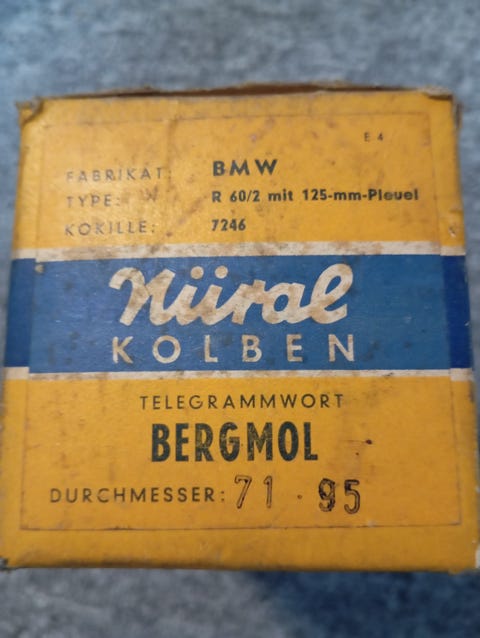 E 4
FABRIKAT: BMW
TYPE: R 60/2 mit 125-mm-Pleuel
KOKILLE: 7246
Nüral
KOLBEN
TELEGRAMMWORT
BERGMOL
DURCHMESSER: 71 . 95